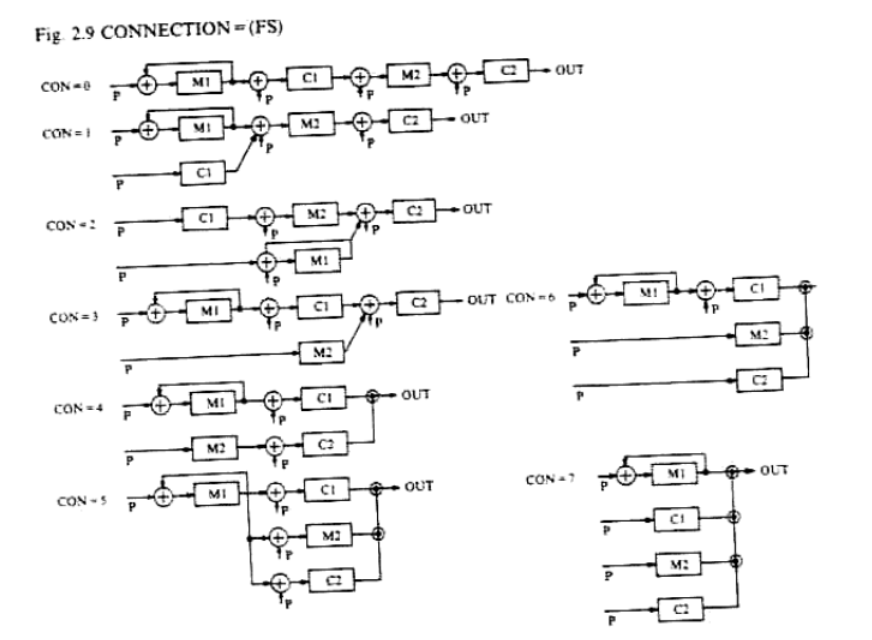 Fig. 2.9 CONNECTION = (FS)
CON = 0 P M1 P C1 P M2 P C2 OUT
CON = 1 P M1 P M2 P C2 OUT
P C1
CON = 2 P C1 P M2 P C2 OUT
P P M1
CON = 3 P M1 P C1 P C2 OUT
P M2
CON = 4 P M1 P C1 OUT
P M2 P C2
CON = 5 P M1 P C1 OUT
P M2
P C2
CON = 6 P M1 P C1
P M2
P C2
CON = 7 P M1 OUT
P C1
P M2
P C2